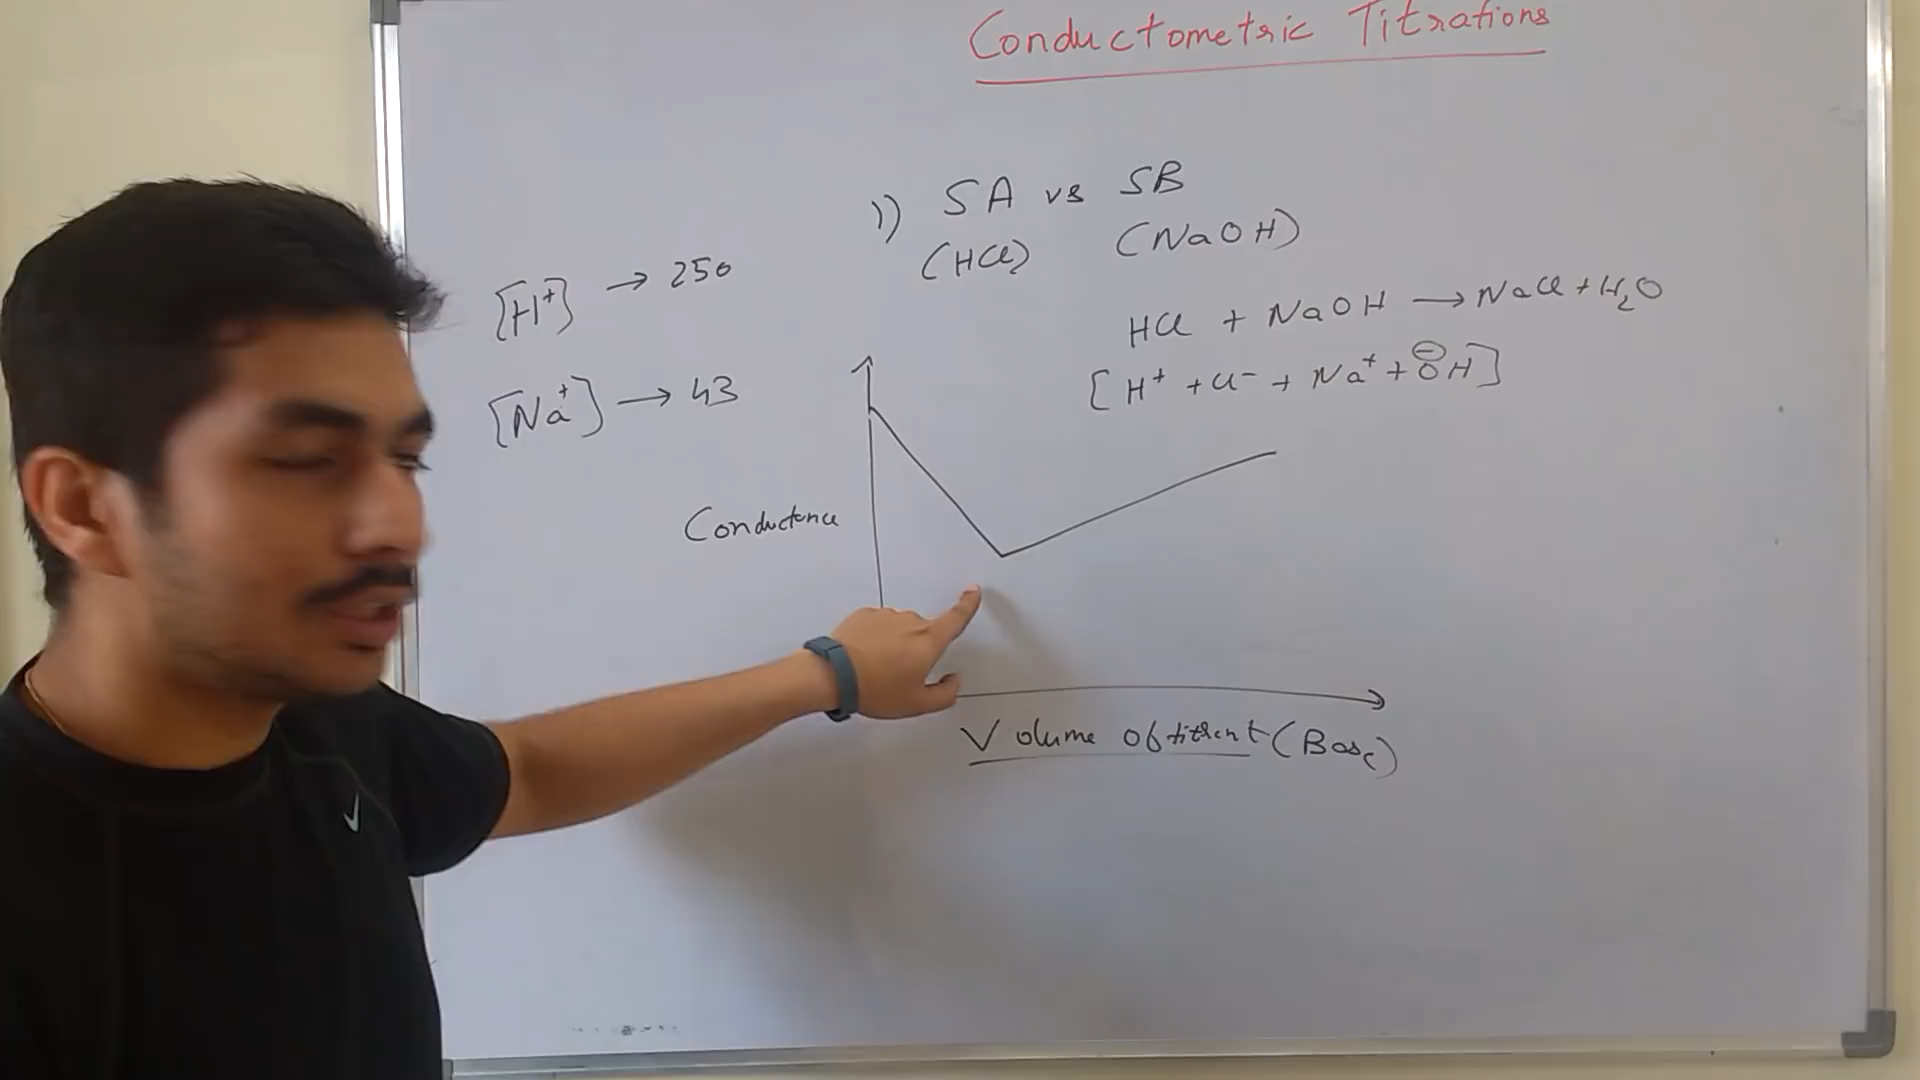 Conductometric Titrations
1) SA vs SB
(HCl) (NaOH)
[H⁺] → 250
HCl + NaOH → NaCl + H₂O
[Na⁺] → 43
[H⁺ + Cl⁻ + Na⁺ + ⊖OH]
Conductance
Volume of titrant (Base)